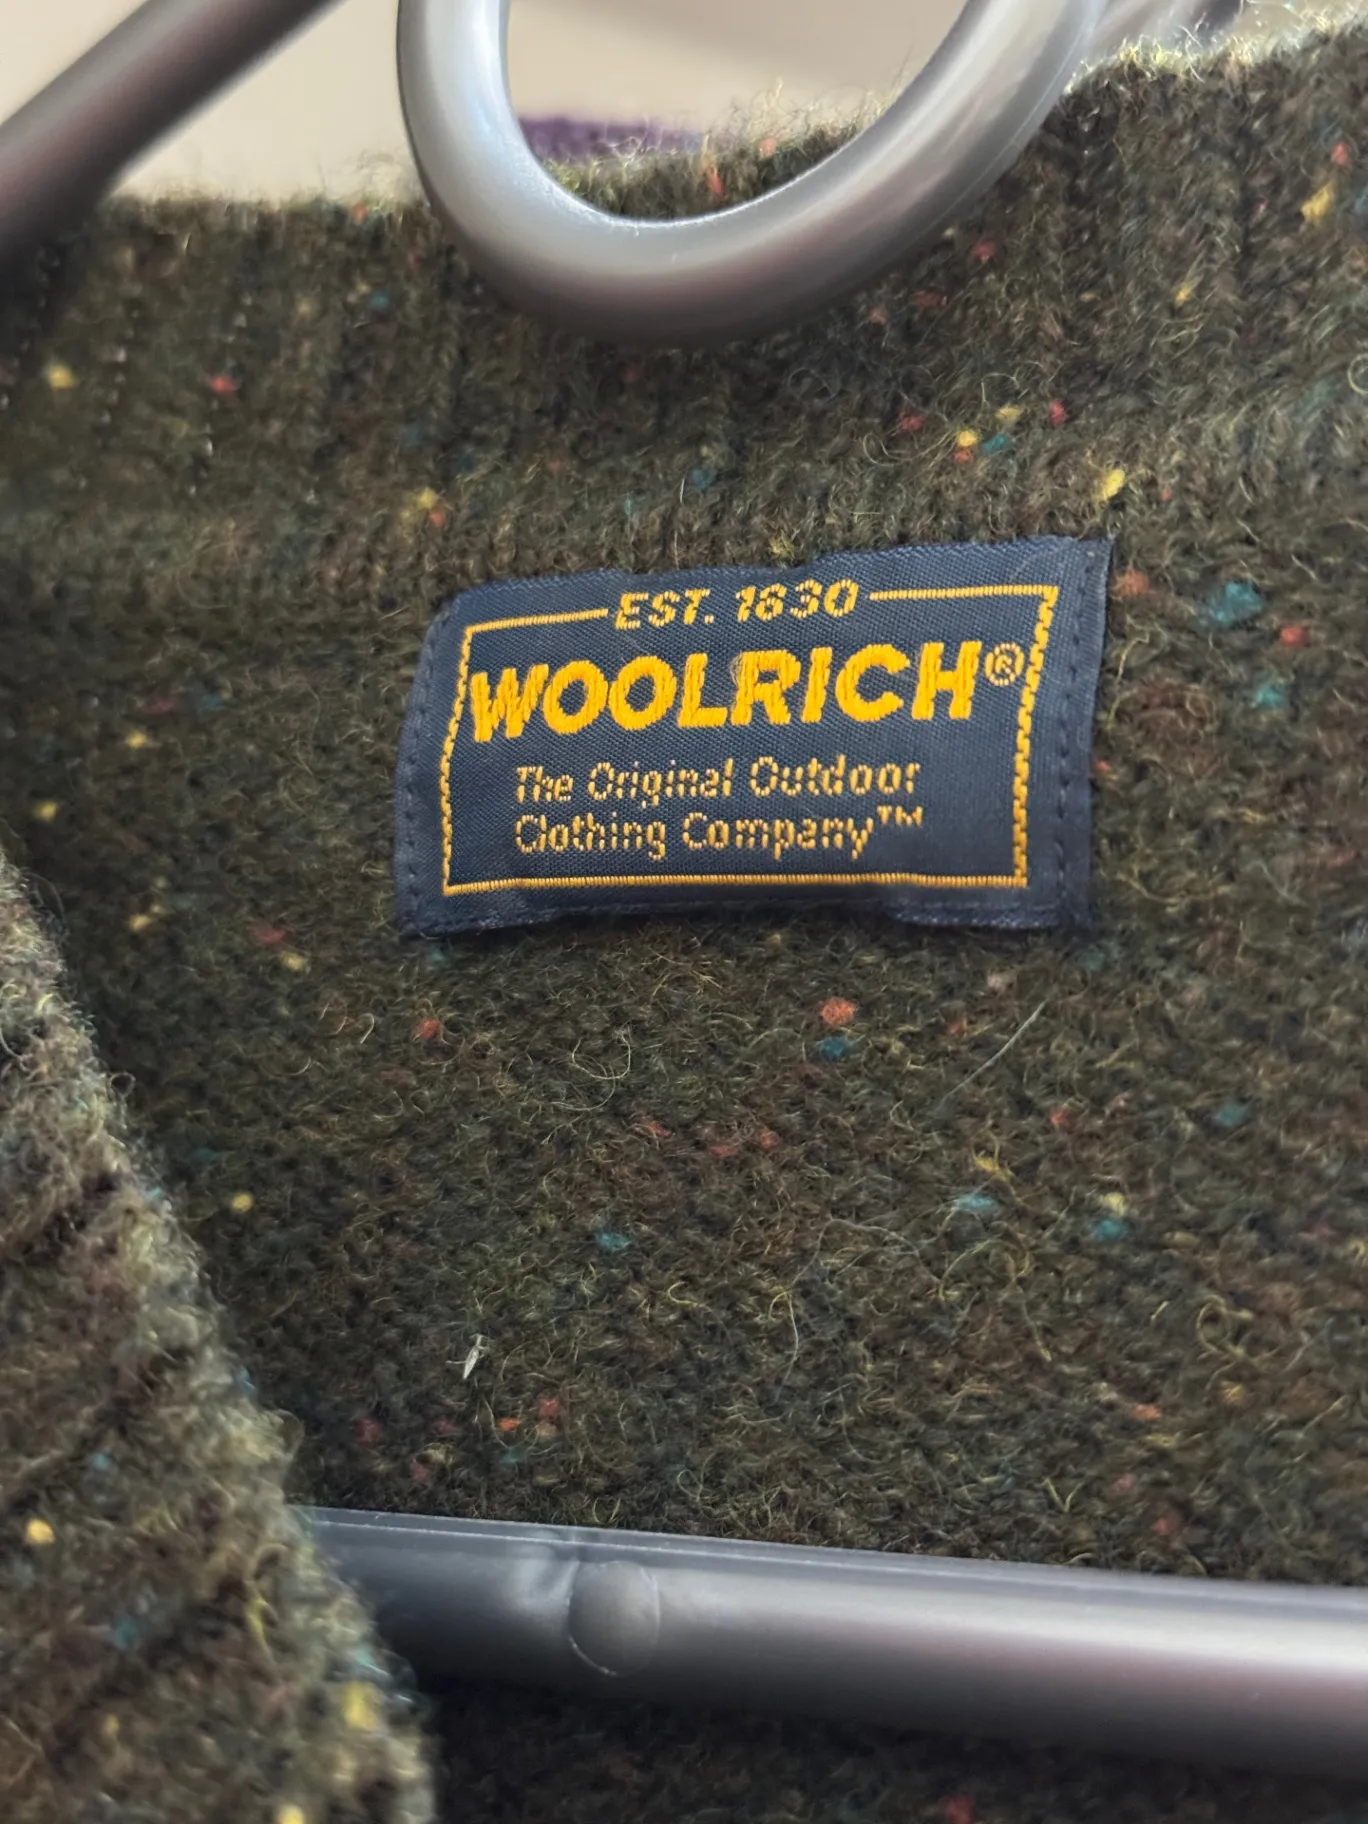 EST. 1830
WOOLRICH®
The Original Outdoor
Clothing Company™